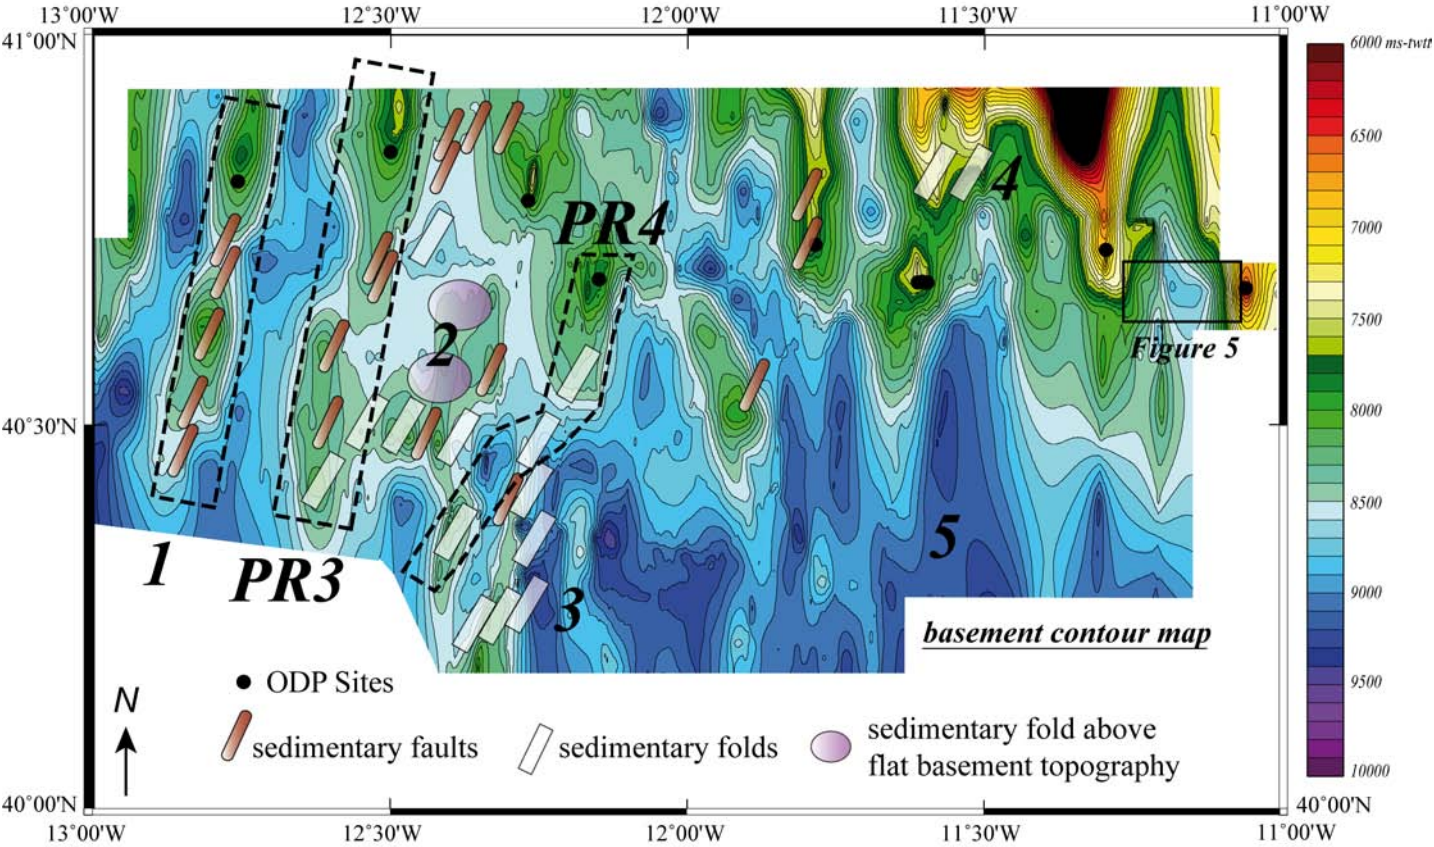 13°00'W 12°30'W 12°00'W 11°30'W 11°00'W
41°00'N
6000 ms-twtt
6500
7000
7500
8000
8500
9000
9500
10000
4
PR4
2
Figure 5
40°30'N
5
1
PR3
3
basement contour map
ODP Sites
N
sedimentary faults
sedimentary folds
sedimentary fold above
flat basement topography
40°00'N
40°00'N
13°00'W 12°30'W 12°00'W 11°30'W 11°00'W